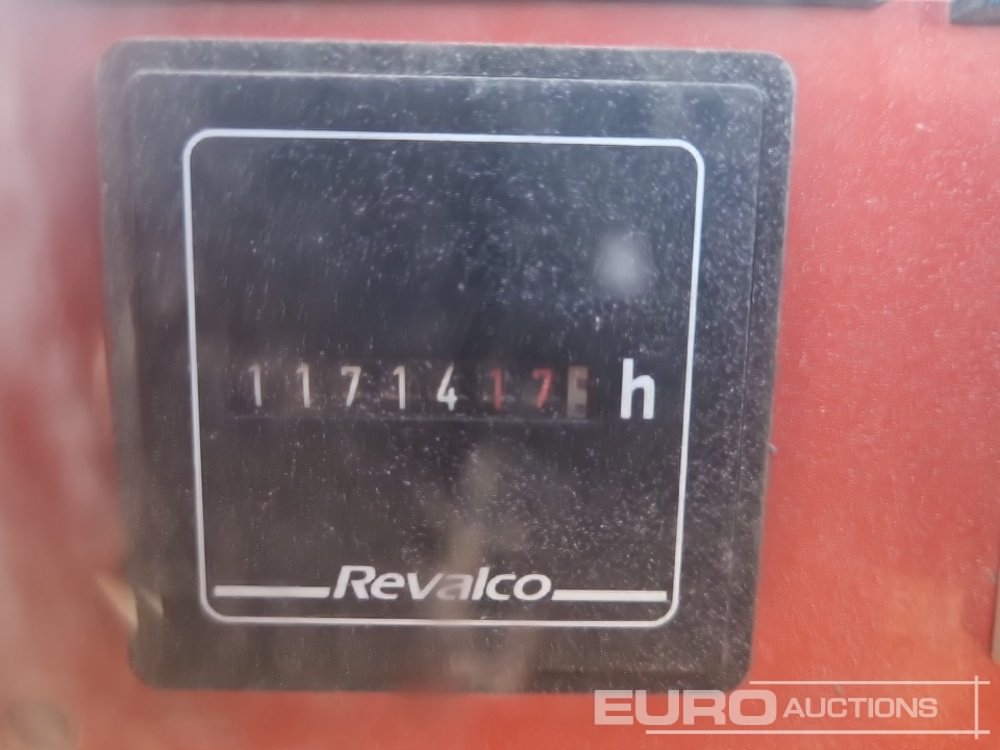 1171417 h
Revalco
EURO AUCTIONS